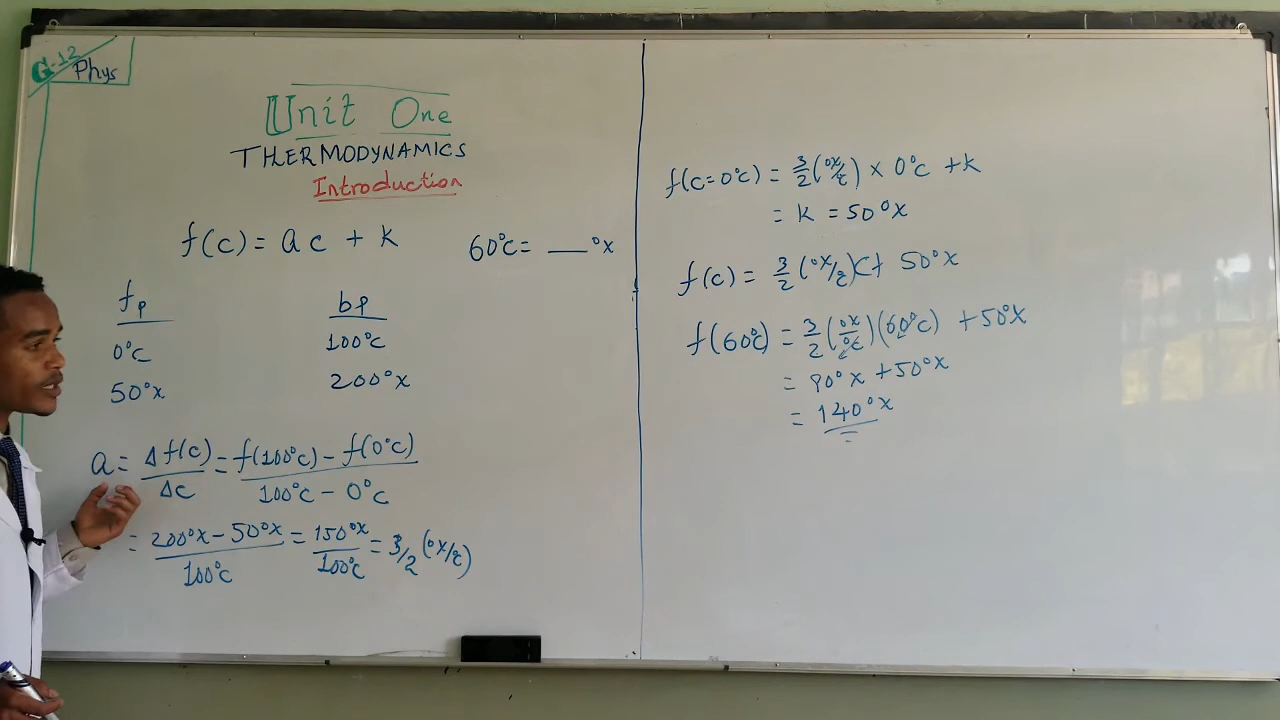 G-12
Phys
Unit One
THERMODYNAMICS
Introduction
f(c) = ac + k
60°c = __ °x
fp bp
0°c 100°c
50°x 200°x
a = Δf(c)/Δc = f(100°c) - f(0°c)/100°c - 0°c
= 200°x - 50°x/100°c = 150°x/100°c = 3/2 (°x/°c)
f(c=0°c) = 3/2 (°x/°c) × 0°c + k
= k = 50°x
f(c) = 3/2 (°x/°c)c + 50°x
f(60°c) = 3/2 (°x/°c)(60°c) + 50°x
= 90°x + 50°x
= 140°x